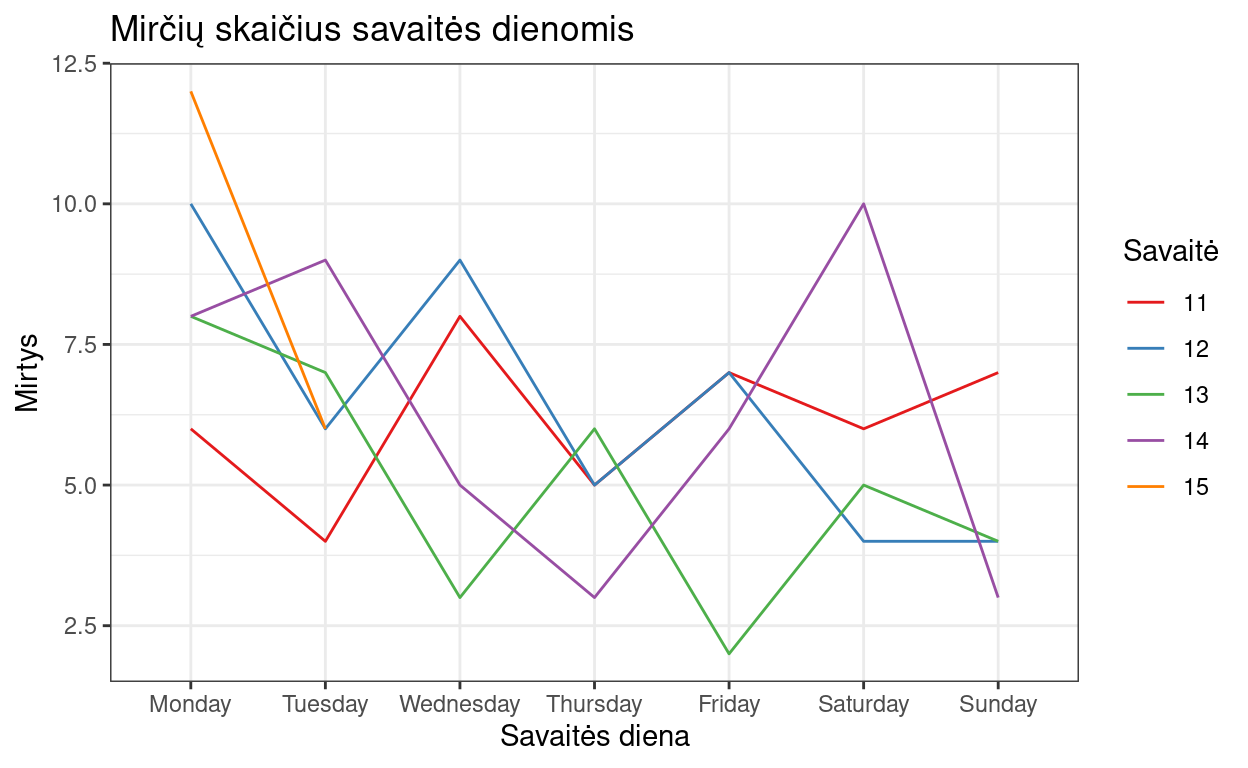 Mirčių skaičius savaitės dienomis
12.5
10.0
7.5
5.0
2.5
Mirtys
Monday Tuesday Wednesday Thursday Friday Saturday Sunday
Savaitės diena
Savaitė
11
12
13
14
15